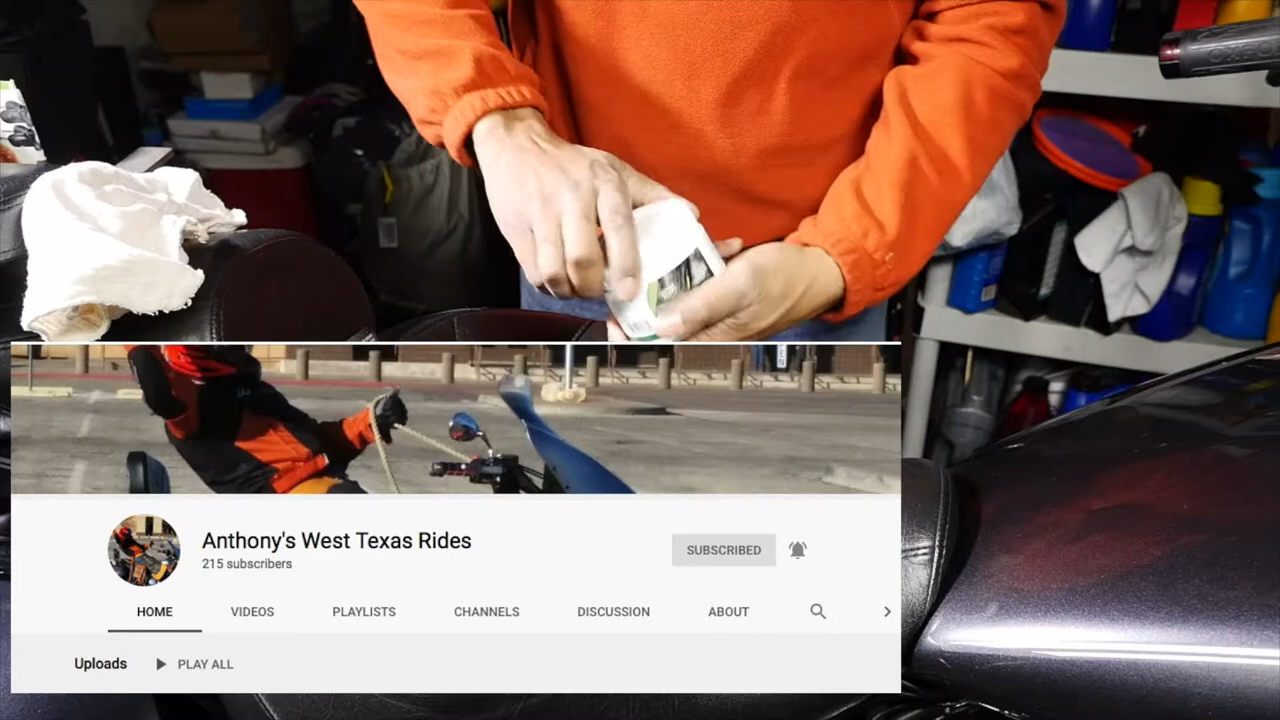 Anthony's West Texas Rides
215 subscribers
SUBSCRIBED
HOME VIDEOS PLAYLISTS CHANNELS DISCUSSION ABOUT
Uploads PLAY ALL